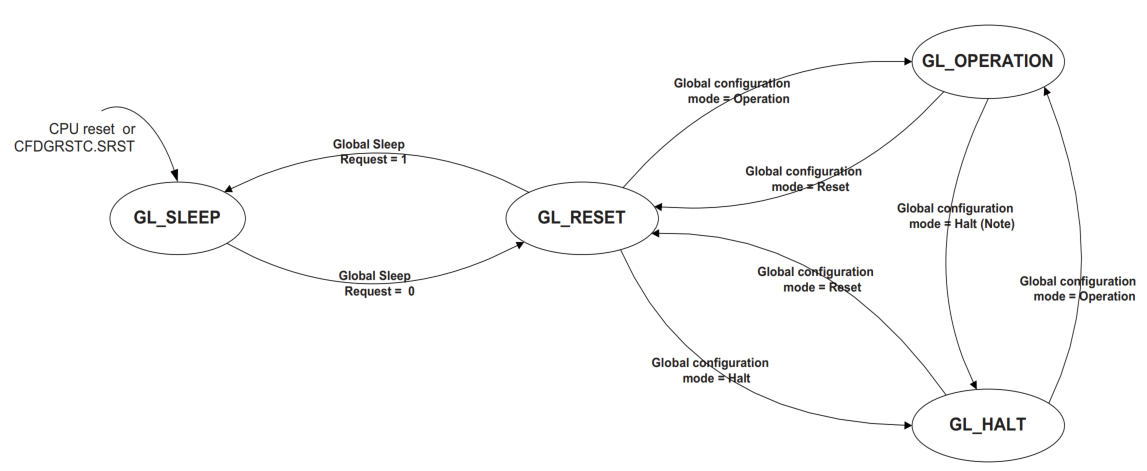 GL_OPERATION
Global configuration
mode = Operation
CPU reset or
CFDGRSTC.SRST
Global Sleep
Request = 1
Global configuration
mode = Reset
GL_SLEEP
GL_RESET
Global configuration
mode = Halt (Note)
Global Sleep
Request = 0
Global configuration
mode = Reset
Global configuration
mode = Operation
Global configuration
mode = Halt
GL_HALT